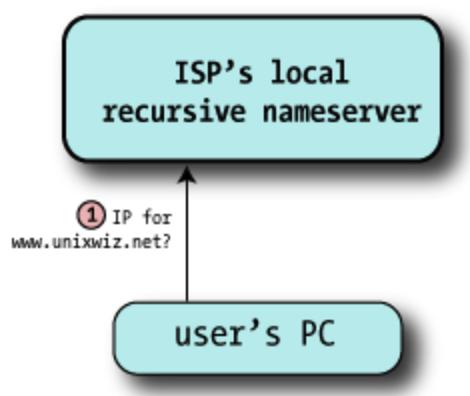 ISP's local
recursive nameserver
1 IP for
www.unixwiz.net?
user's PC